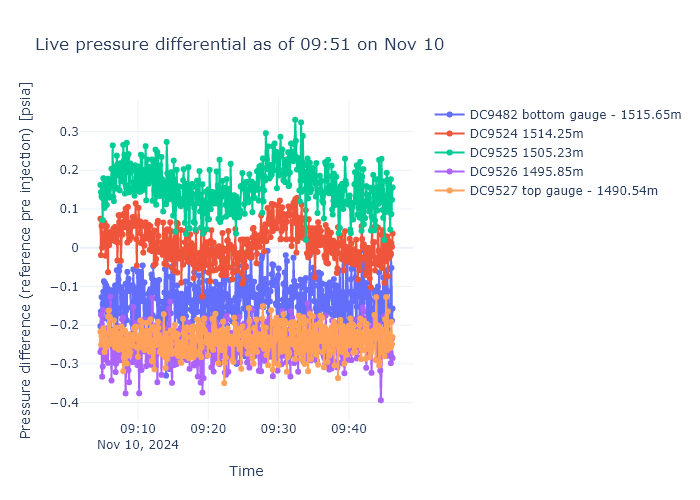 Live pressure differential as of 09:51 on Nov 10
Pressure difference (reference pre injection) [psia]
0.3
0.2
0.1
0
−0.1
−0.2
−0.3
−0.4
09:10
Nov 10, 2024
09:20
09:30
09:40
Time
DC9482 bottom gauge - 1515.65m
DC9524 1514.25m
DC9525 1505.23m
DC9526 1495.85m
DC9527 top gauge - 1490.54m